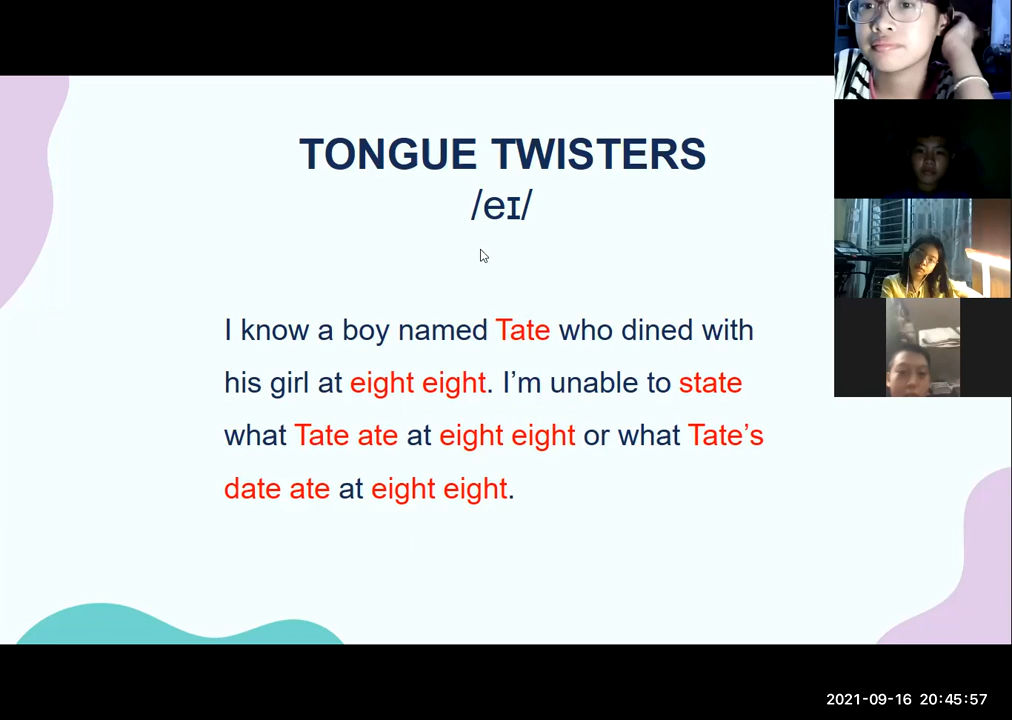 TONGUE TWISTERS
/eɪ/
I know a boy named Tate who dined with
his girl at eight eight. I’m unable to state
what Tate ate at eight eight or what Tate’s
date ate at eight eight.
2021-09-16 20:45:57